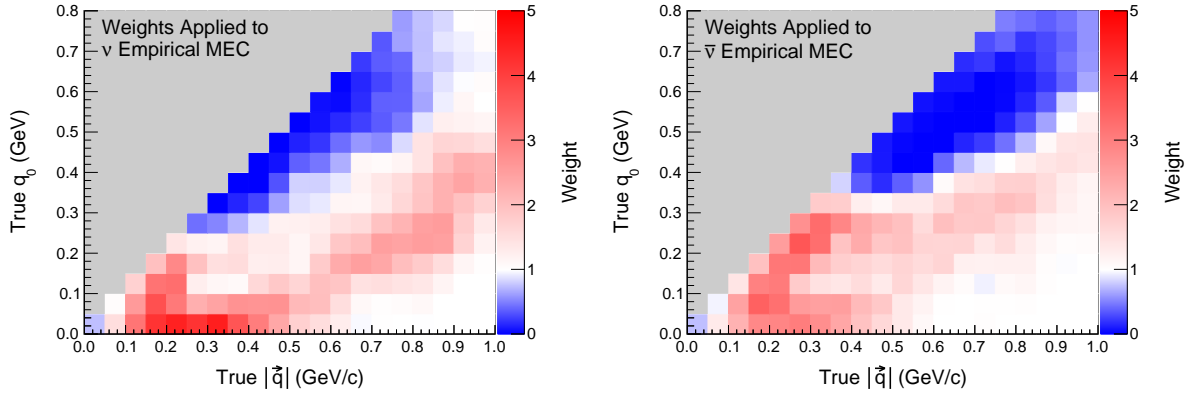 Weights Applied to
ν Empirical MEC
True q0 (GeV)
0.8
0.7
0.6
0.5
0.4
0.3
0.2
0.1
0.0
0.0 0.1 0.2 0.3 0.4 0.5 0.6 0.7 0.8 0.9 1.0
True |q⃗| (GeV/c)
5
4
3
2
1
0
Weight
Weights Applied to
ν̅ Empirical MEC
True q0 (GeV)
0.8
0.7
0.6
0.5
0.4
0.3
0.2
0.1
0.0
0.0 0.1 0.2 0.3 0.4 0.5 0.6 0.7 0.8 0.9 1.0
True |q⃗| (GeV/c)
5
4
3
2
1
0
Weight